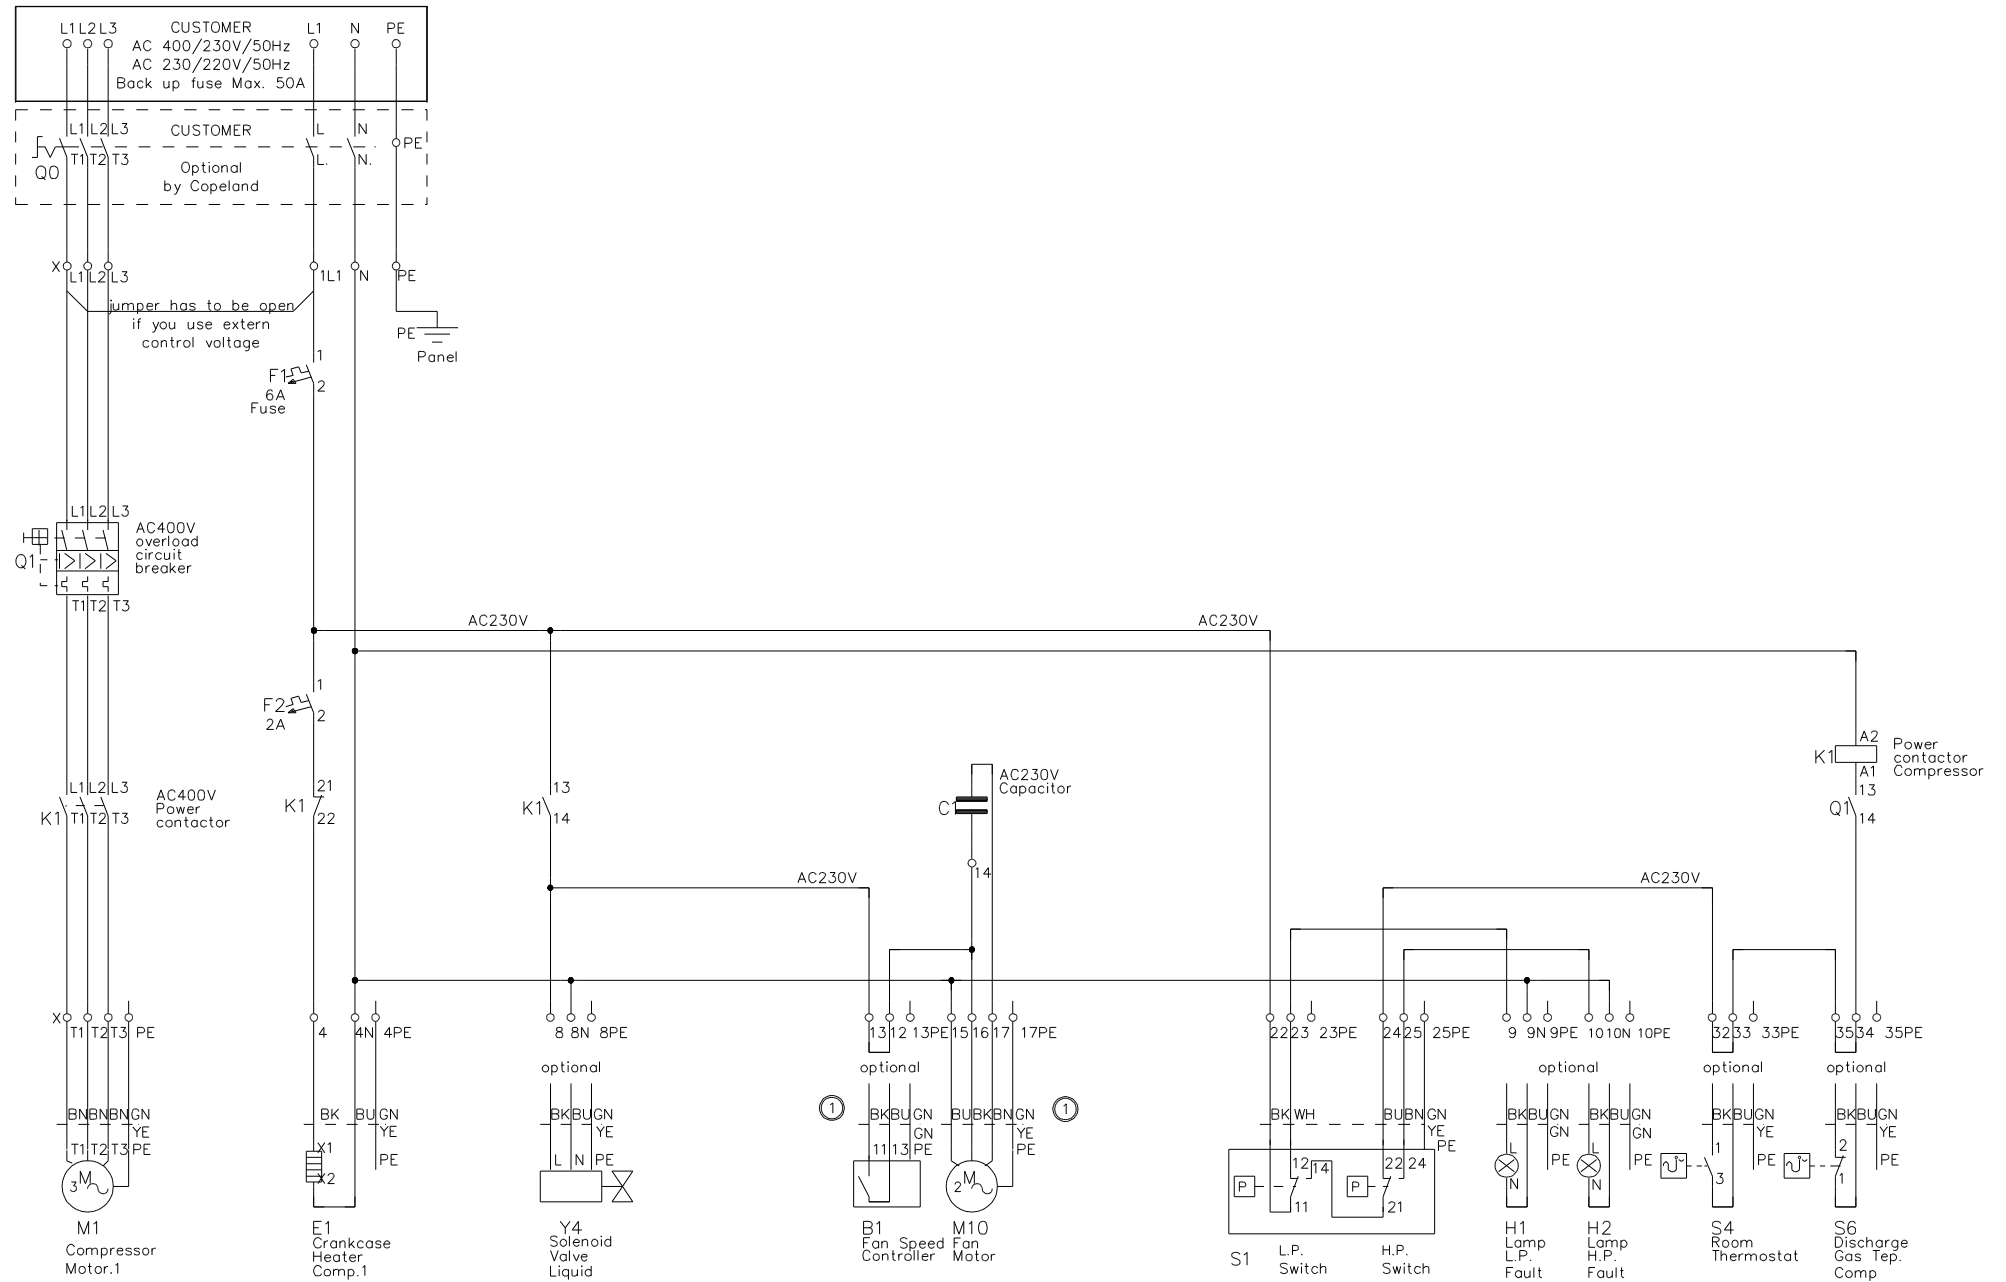 L1 L2 L3 CUSTOMER L1 N PE
AC 400/230V/50Hz
AC 230/220V/50Hz
Back up fuse Max. 50A
L1 L2 L3 CUSTOMER L N
PE
T1 T2 T3 L. N.
Q0
Optional
by Copeland
X L1 L2 L3 1L1 N PE
jumper has to be open
if you use extern
control voltage
PE
Panel
1
F1
2
6A
Fuse
L1 L2 L3
AC400V
overload
circuit
breaker
Q1
T1 T2 T3
AC230V AC230V
1
F2
2
2A
A2
K1
A1
Power
contactor
Compressor
L1 L2 L3
K1 T1 T2 T3
AC400V
Power
contactor
21
K1
22
13
K1
14
AC230V
Capacitor
C1
14
13
Q1
14
AC230V AC230V
X T1 T2 T3 PE 4 4N 4PE 8 8N 8PE 13 12 13PE 15 16 17 17PE 22 23 23PE 24 25 25PE 9 9N 9PE 10 10N 10PE 32 33 33PE 35 34 35PE
optional optional optional optional optional
1 1
BN BN BN GN BK BU GN BK BU GN BK BU GN BU BK BN GN BK WH BU BN GN BK BU GN BK BU GN BK BU GN BK BU GN
YE YE YE GN YE YE GN GN YE YE
T1 T2 T3 PE X1 PE L N PE 11 13 PE PE PE L PE L PE 1 PE 2 PE
X2
12 14 22 24
3 M
2 M
P P
11 21
N N 3 1
M1
Compressor
Motor.1
E1
Crankcase
Heater
Comp.1
Y4
Solenoid
Valve
Liquid
B1
Fan Speed
Controller
M10
Fan
Motor
S1
L.P.
Switch
H.P.
Switch
H1
Lamp
L.P.
Fault
H2
Lamp
H.P.
Fault
S4
Room
Thermostat
S6
Discharge
Gas Tep.
Comp